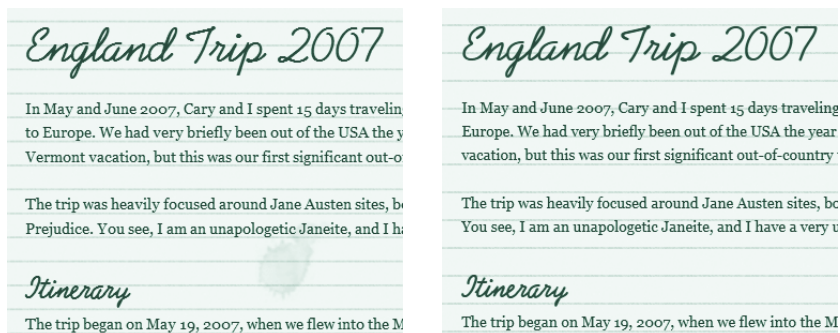 England Trip 2007
In May and June 2007, Cary and I spent 15 days traveling
to Europe. We had very briefly been out of the USA the
Vermont vacation, but this was our first significant
The trip was heavily focused around Jane Austen sites,
Prejudice. You see, I am an unapologetic Janeite, and I
Itinerary
The trip began on May 19, 2007, when we flew into the
England Trip 2007
In May and June 2007, Cary and I spent 15 days traveling
Europe. We had very briefly been out of the USA the year
vacation, but this was our first significant out-of-country
The trip was heavily focused around Jane Austen sites,
You see, I am an unapologetic Janeite, and I have a very
Itinerary
The trip began on May 19, 2007, when we flew into the